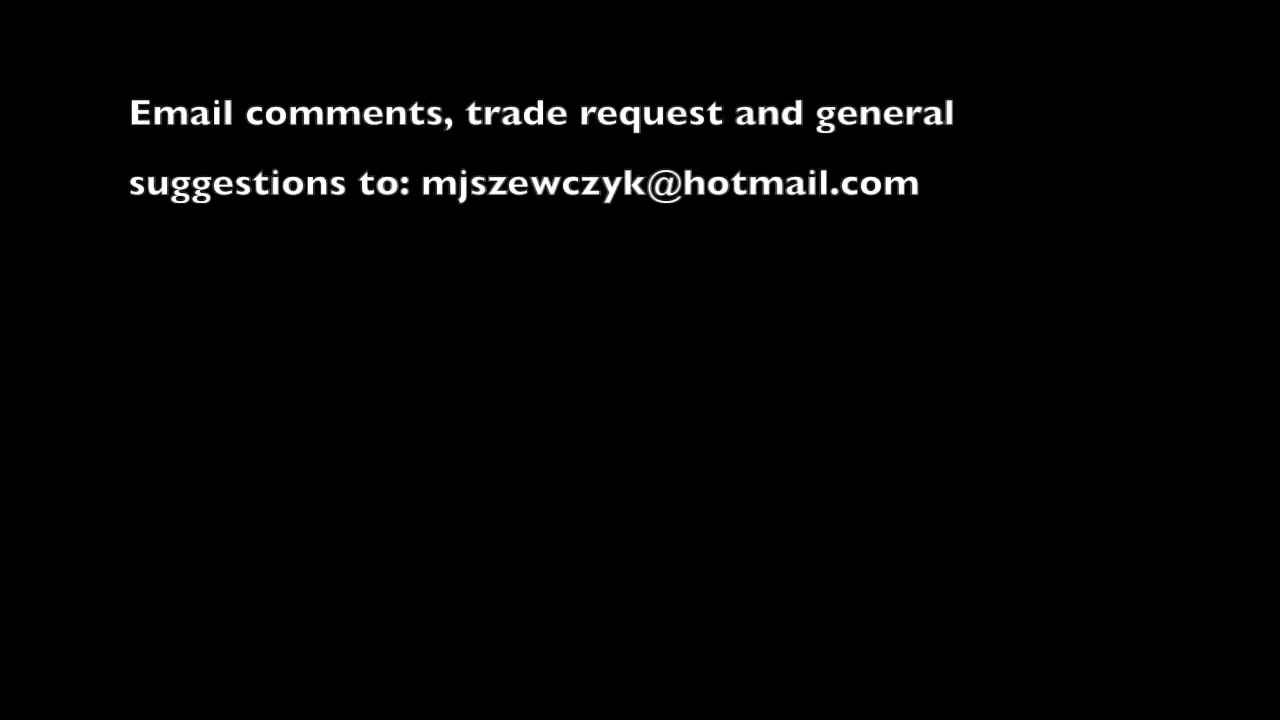 Email comments, trade request and general
suggestions to: mjszewczyk@hotmail.com